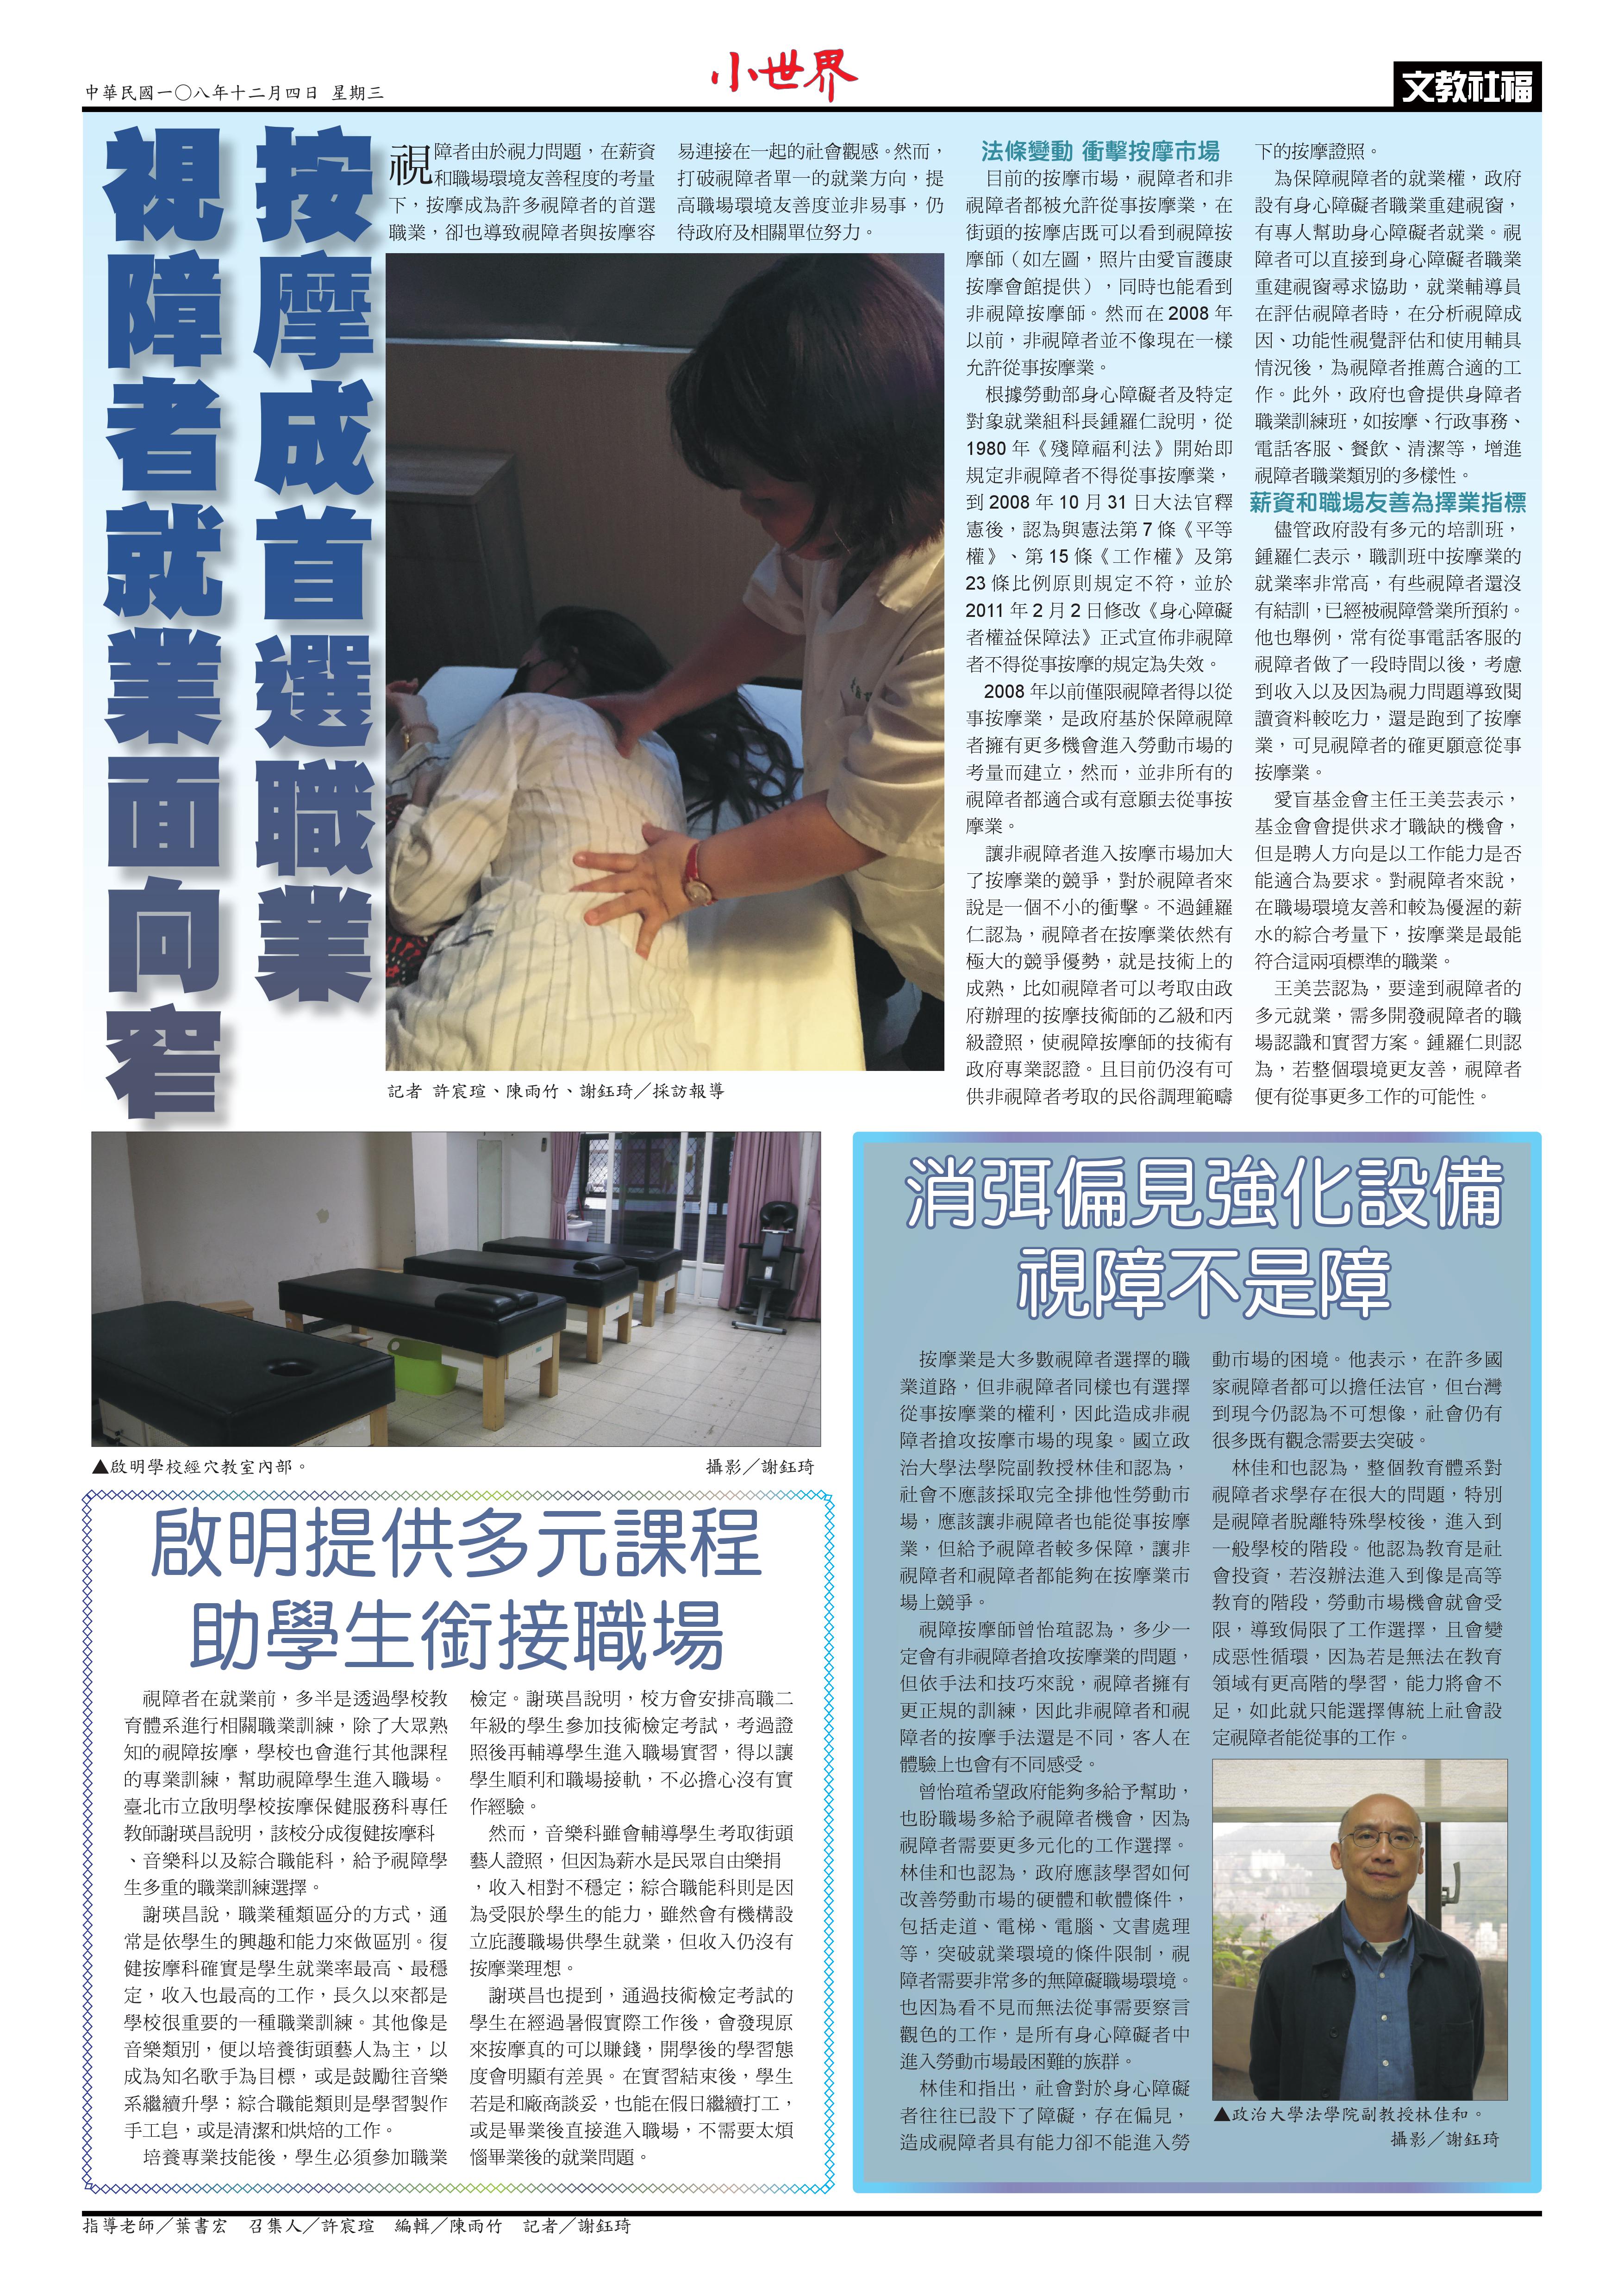 中華民國一〇八年十二月四日 星期三
小世界
文教社福
按摩成首選職業
視障者就業面向窄
視障者由於視力問題，在薪資
和職場環境友善程度的考量
下，按摩成為許多視障者的首選
職業，卻也導致視障者與按摩容
易連接在一起的社會觀感。然而，
打破視障者單一的就業方向，提
高職場環境友善度並非易事，仍
待政府及相關單位努力。
記者 許宸瑄、陳雨竹、謝鈺琦／採訪報導
法條變動 衝擊按摩市場
目前的按摩市場，視障者和非
視障者都被允許從事按摩業，在
街頭的按摩店既可以看到視障按
摩師（如左圖，照片由愛盲護康
按摩會館提供），同時也能看到
非視障按摩師。然而在 2008 年
以前，非視障者並不像現在一樣
允許從事按摩業。
根據勞動部身心障礙者及特定
對象就業組科長鍾羅仁說明，從
1980 年《殘障福利法》開始即
規定非視障者不得從事按摩業，
到 2008 年 10 月 31 日大法官釋
憲後，認為與憲法第 7 條《平等
權》、第 15 條《工作權》及第
23 條比例原則規定不符，並於
2011 年 2 月 2 日修改《身心障礙
者權益保障法》正式宣佈非視障
者不得從事按摩的規定為失效。
2008 年以前僅限視障者得以從
事按摩業，是政府基於保障視障
者擁有更多機會進入勞動市場的
考量而建立，然而，並非所有的
視障者都適合或有意願去從事按
摩業。
讓非視障者進入按摩市場加大
了按摩業的競爭，對於視障者來
說是一個不小的衝擊。不過鍾羅
仁認為，視障者在按摩業依然有
極大的競爭優勢，就是技術上的
成熟，比如視障者可以考取由政
府辦理的按摩技術師的乙級和丙
級證照，使視障按摩師的技術有
政府專業認證。且目前仍沒有可
供非視障者考取的民俗調理範疇
下的按摩證照。
為保障視障者的就業權，政府
設有身心障礙者職業重建視窗，
有專人幫助身心障礙者就業。視
障者可以直接到身心障礙者職業
重建視窗尋求協助，就業輔導員
在評估視障者時，在分析視障成
因、功能性視覺評估和使用輔具
情況後，為視障者推薦合適的工
作。此外，政府也會提供身障者
職業訓練班，如按摩、行政事務、
電話客服、餐飲、清潔等，增進
視障者職業類別的多樣性。
薪資和職場友善為擇業指標
儘管政府設有多元的培訓班，
鍾羅仁表示，職訓班中按摩業的
就業率非常高，有些視障者還沒
有結訓，已經被視障營業所預約。
他也舉例，常有從事電話客服的
視障者做了一段時間以後，考慮
到收入以及因為視力問題導致閱
讀資料較吃力，還是跑到了按摩
業，可見視障者的確更願意從事
按摩業。
愛盲基金會主任王美芸表示，
基金會會提供求才職缺的機會，
但是聘人方向是以工作能力是否
能適合為要求。對視障者來說，
在職場環境友善和較為優渥的薪
水的綜合考量下，按摩業是最能
符合這兩項標準的職業。
王美芸認為，要達到視障者的
多元就業，需多開發視障者的職
場認識和實習方案。鍾羅仁則認
為，若整個環境更友善，視障者
便有從事更多工作的可能性。
▲啟明學校經穴教室內部。
攝影／謝鈺琦
啟明提供多元課程
助學生銜接職場
視障者在就業前，多半是透過學校教
育體系進行相關職業訓練，除了大眾熟
知的視障按摩，學校也會進行其他課程
的專業訓練，幫助視障學生進入職場。
臺北市立啟明學校按摩保健服務科專任
教師謝瑛昌說明，該校分成復健按摩科
、音樂科以及綜合職能科，給予視障學
生多重的職業訓練選擇。
謝瑛昌說，職業種類區分的方式，通
常是依學生的興趣和能力來做區別。復
健按摩科確實是學生就業率最高、最穩
定，收入也最高的工作，長久以來都是
學校很重要的一種職業訓練。其他像是
音樂類別，便以培養街頭藝人為主，以
成為知名歌手為目標，或是鼓勵往音樂
系繼續升學；綜合職能類則是學習製作
手工皂，或是清潔和烘焙的工作。
培養專業技能後，學生必須參加職業
檢定。謝瑛昌說明，校方會安排高職二
年級的學生參加技術檢定考試，考過證
照後再輔導學生進入職場實習，得以讓
學生順利和職場接軌，不必擔心沒有實
作經驗。
然而，音樂科雖會輔導學生考取街頭
藝人證照，但因為薪水是民眾自由樂捐
，收入相對不穩定；綜合職能科則是因
為受限於學生的能力，雖然會有機構設
立庇護職場供學生就業，但收入仍沒有
按摩業理想。
謝瑛昌也提到，通過技術檢定考試的
學生在經過暑假實際工作後，會發現原
來按摩真的可以賺錢，開學後的學習態
度會明顯有差異。在實習結束後，學生
若是和廠商談妥，也能在假日繼續打工，
或是畢業後直接進入職場，不需要太煩
惱畢業後的就業問題。
消弭偏見強化設備
視障不是障
按摩業是大多數視障者選擇的職
業道路，但非視障者同樣也有選擇
從事按摩業的權利，因此造成非視
障者搶攻按摩市場的現象。國立政
治大學法學院副教授林佳和認為，
社會不應該採取完全排他性勞動市
場，應該讓非視障者也能從事按摩
業，但給予視障者較多保障，讓非
視障者和視障者都能夠在按摩業市
場上競爭。
視障按摩師曾怡瑄認為，多少一
定會有非視障者搶攻按摩業的問題，
但依手法和技巧來說，視障者擁有
更正規的訓練，因此非視障者和視
障者的按摩手法還是不同，客人在
體驗上也會有不同感受。
曾怡瑄希望政府能夠多給予幫助，
也盼職場多給予視障者機會，因為
視障者需要更多元化的工作選擇。
林佳和也認為，政府應該學習如何
改善勞動市場的硬體和軟體條件，
包括走道、電梯、電腦、文書處理
等，突破就業環境的條件限制，視
障者需要非常多的無障礙職場環境。
也因為看不見而無法從事需要察言
觀色的工作，是所有身心障礙者中
進入勞動市場最困難的族群。
林佳和指出，社會對於身心障礙
者往往已設下了障礙，存在偏見，
造成視障者具有能力卻不能進入勞
動市場的困境。他表示，在許多國
家視障者都可以擔任法官，但台灣
到現今仍認為不可想像，社會仍有
很多既有觀念需要去突破。
林佳和也認為，整個教育體系對
視障者求學存在很大的問題，特別
是視障者脫離特殊學校後，進入到
一般學校的階段。他認為教育是社
會投資，若沒辦法進入到像是高等
教育的階段，勞動市場機會就會受
限，導致侷限了工作選擇，且會變
成惡性循環，因為若是無法在教育
領域有更高階的學習，能力將會不
足，如此就只能選擇傳統上社會設
定視障者能從事的工作。
▲政治大學法學院副教授林佳和。
攝影／謝鈺琦
指導老師／葉書宏 召集人／許宸瑄 編輯／陳雨竹 記者／謝鈺琦